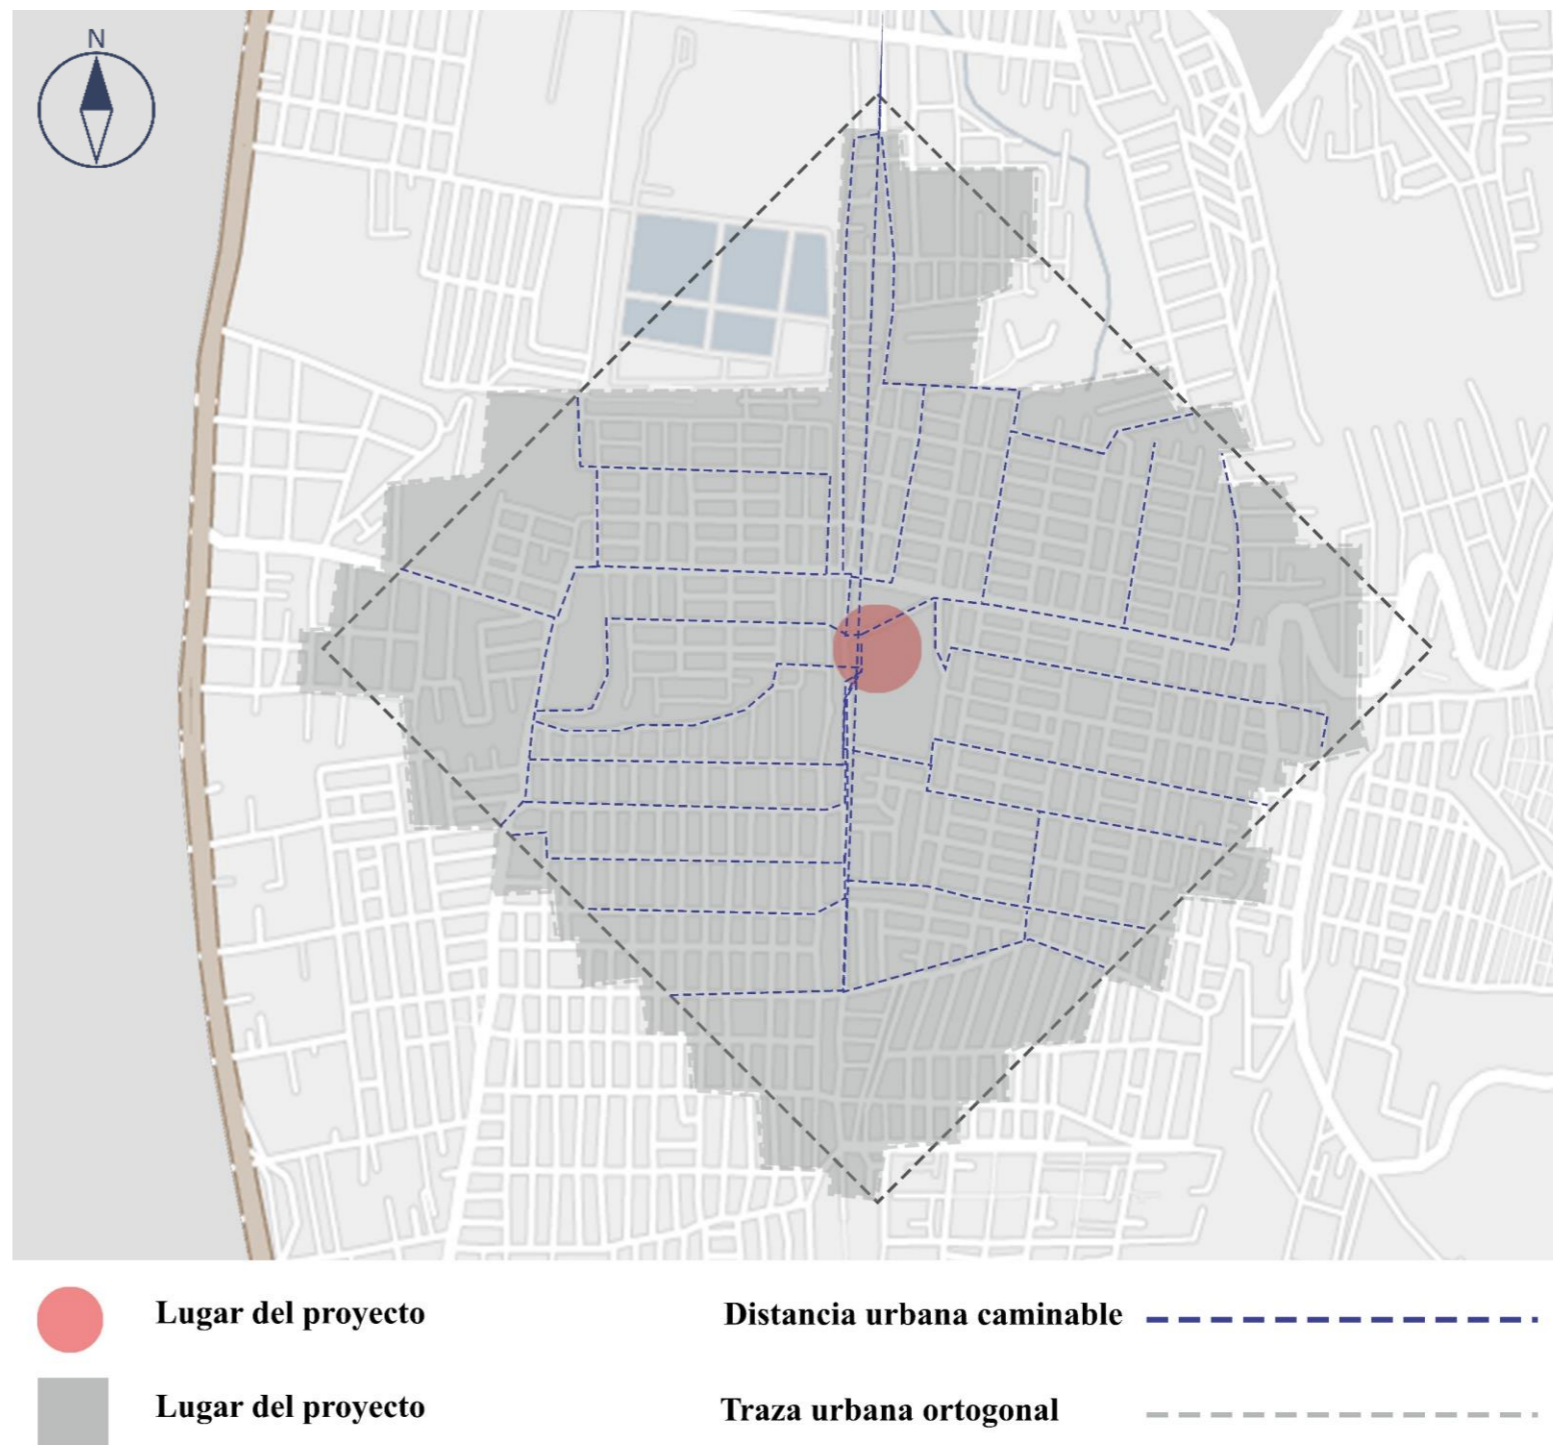 N
Lugar del proyecto
Distancia urbana caminable
Lugar del proyecto
Traza urbana ortogonal